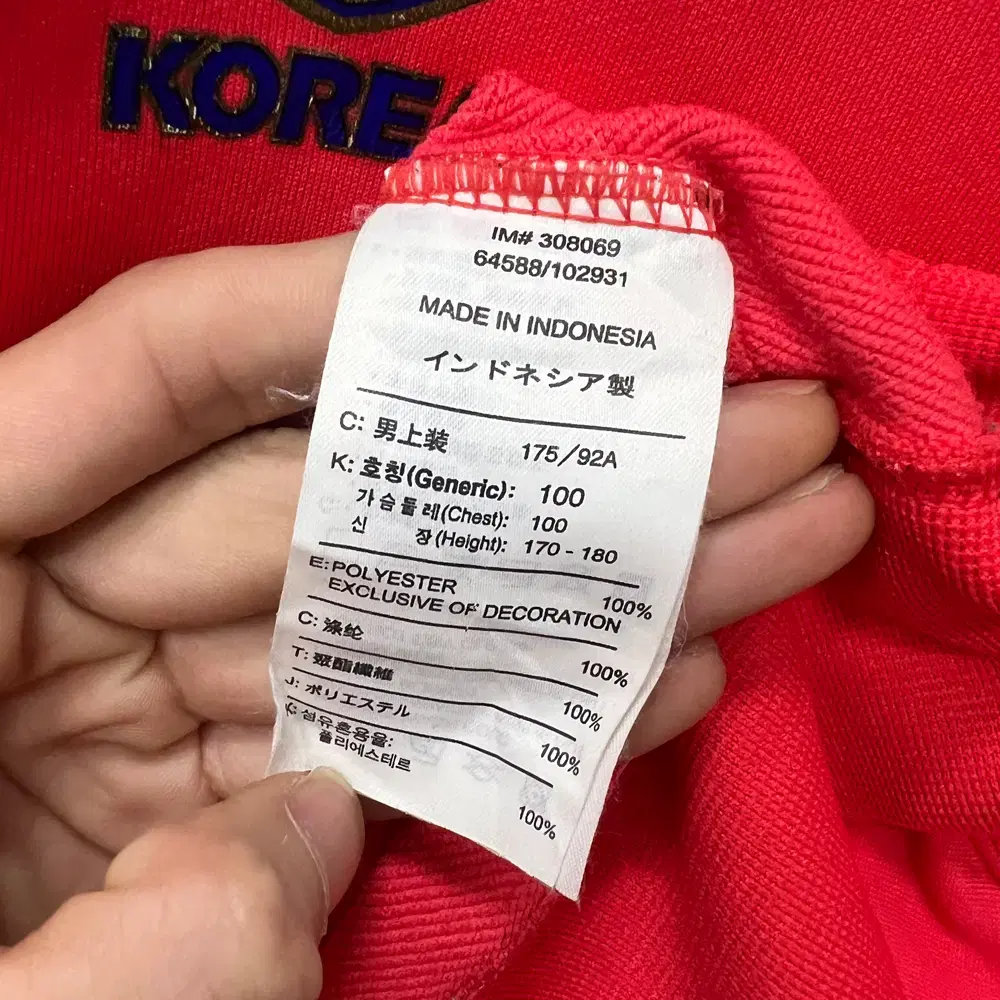 KORE
IM# 308069
64588/102931
MADE IN INDONESIA
インドネシア製
C: 男上装 175/92A
K: 호칭(Generic): 100
가슴둘레(Chest): 100
신 장(Height): 170 - 180
E: POLYESTER 100%
EXCLUSIVE OF DECORATION
C: 涤纶 100%
T: 聚酯纖維 100%
J: ポリエステル 100%
K: 섬유혼용율:
폴리에스테르 100%